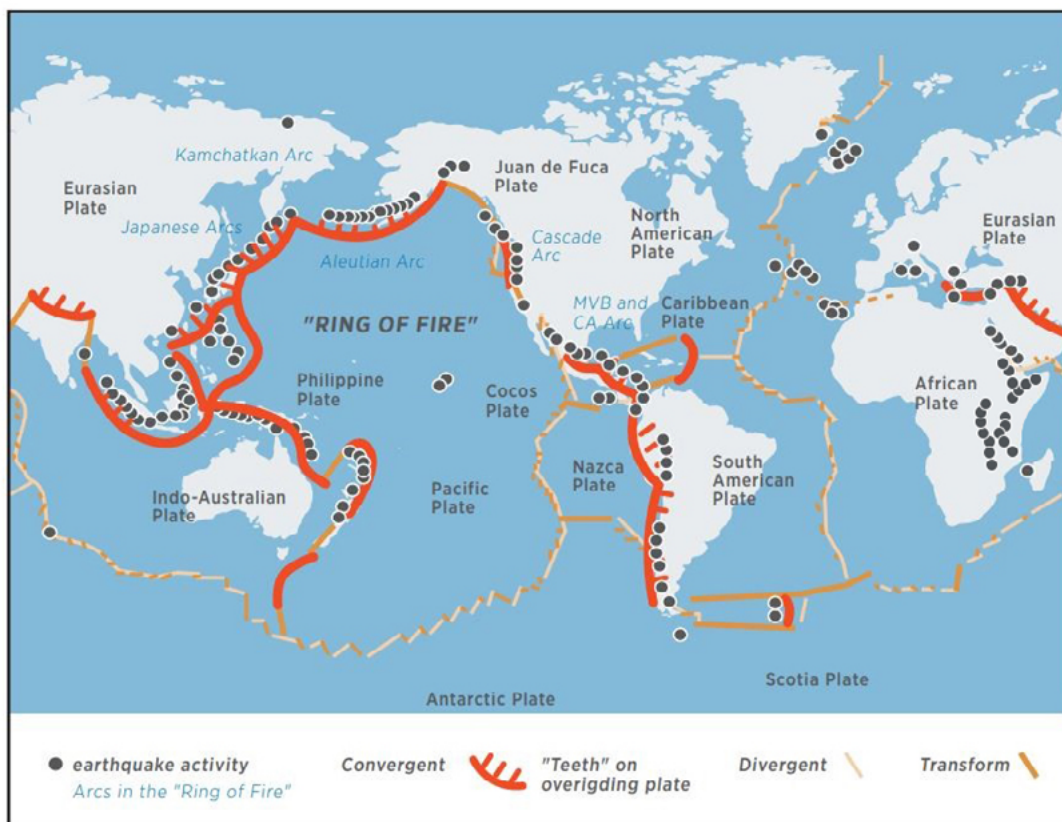 Kamchatkan Arc
Eurasian
Plate
Juan de Fuca
Plate
North
American
Plate
Eurasian
Plate
Japanese Arcs
Aleutian Arc
Cascade
Arc
"RING OF FIRE"
MVB and
CA Arc
Caribbean
Plate
Philippine
Plate
Cocos
Plate
African
Plate
Indo-Australian
Plate
Pacific
Plate
Nazca
Plate
South
American
Plate
Antarctic Plate
Scotia Plate
earthquake activity
Arcs in the "Ring of Fire"
Convergent
"Teeth" on
overigding plate
Divergent
Transform